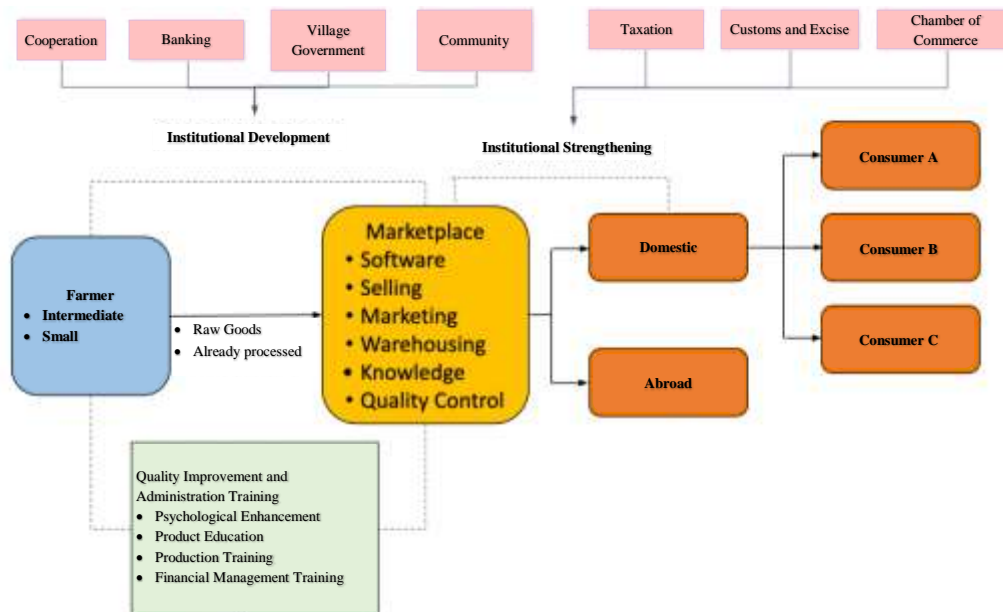 Cooperation
Banking
Village
Government
Community
Taxation
Customs and Excise
Chamber of
Commerce
Institutional Development
Institutional Strengthening
Farmer
• Intermediate
• Small
• Raw Goods
• Already processed
Marketplace
• Software
• Selling
• Marketing
• Warehousing
• Knowledge
• Quality Control
Domestic
Abroad
Consumer A
Consumer B
Consumer C
Quality Improvement and
Administration Training
• Psychological Enhancement
• Product Education
• Production Training
• Financial Management Training